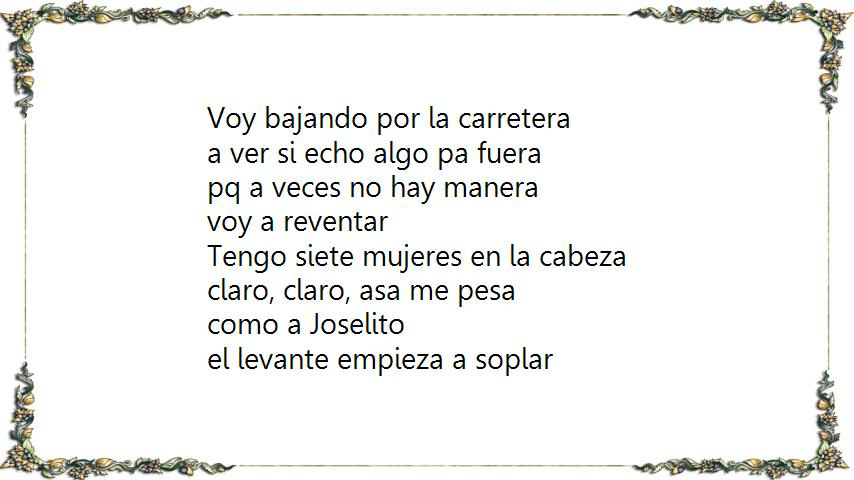 Voy bajando por la carretera
a ver si echo algo pa fuera
pq a veces no hay manera
voy a reventar
Tengo siete mujeres en la cabeza
claro, claro, asa me pesa
como a Joselito
el levante empieza a soplar